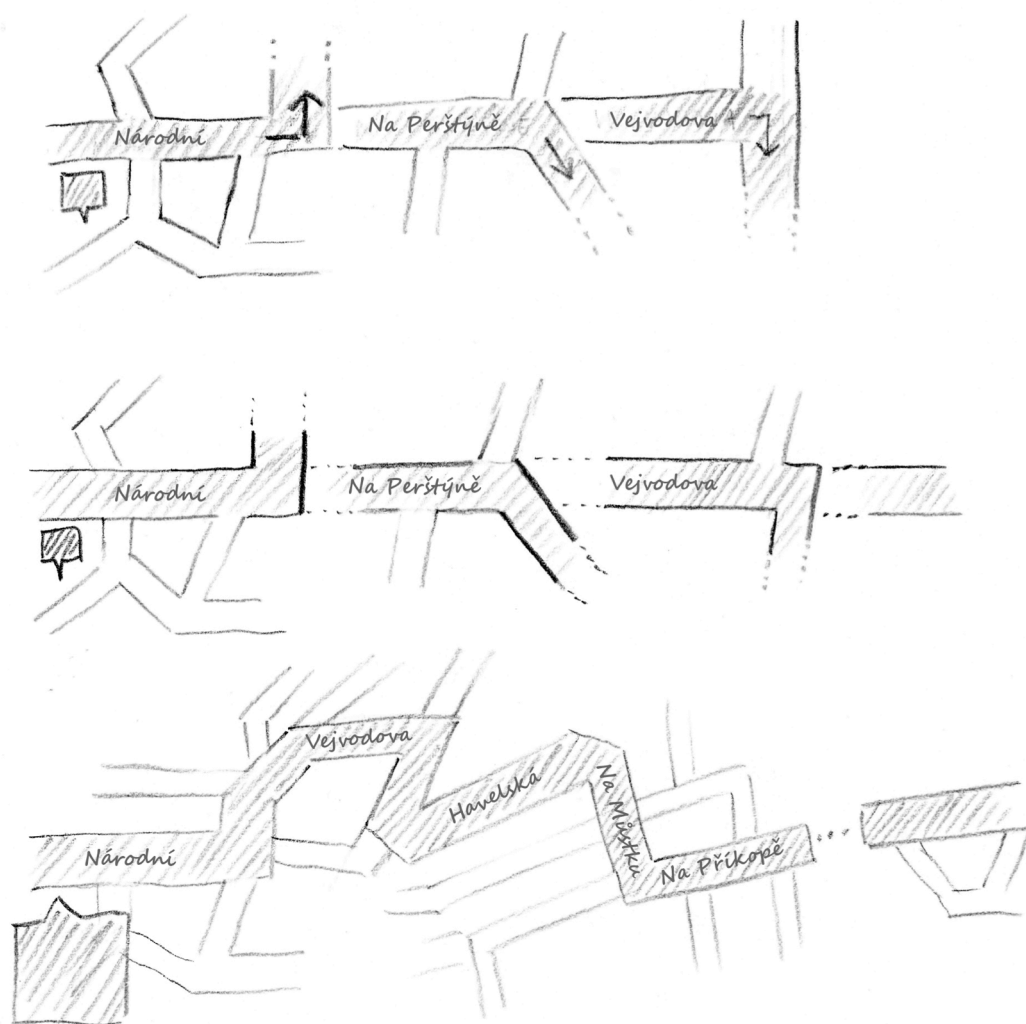 Národní
Na Perštýně
Vejvodova
Národní
Na Perštýně
Vejvodova
Vejvodova
Havelská
Na Můstku
Národní
Na Příkopě